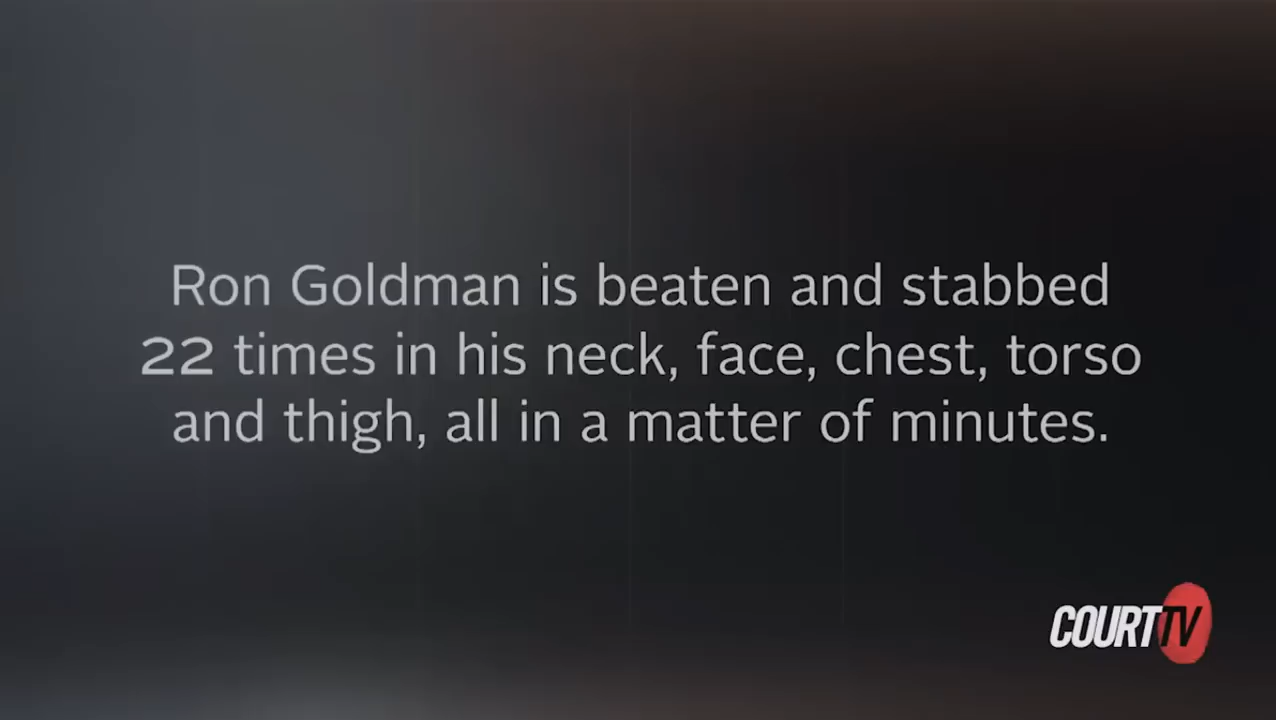 Ron Goldman is beaten and stabbed
22 times in his neck, face, chest, torso
and thigh, all in a matter of minutes.
COURT TV